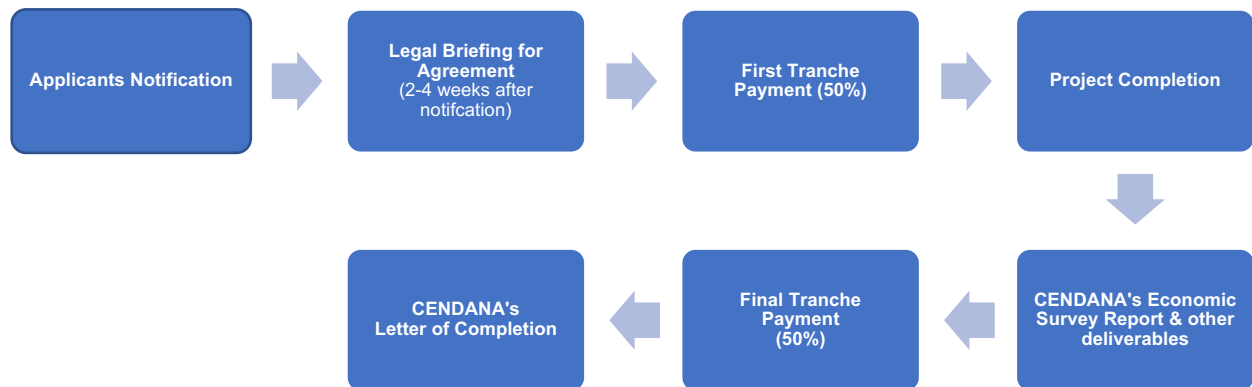 Applicants Notification
Legal Briefing for
Agreement
(2-4 weeks after
notifcation)
First Tranche
Payment (50%)
Project Completion
CENDANA's Economic
Survey Report & other
deliverables
Final Tranche
Payment
(50%)
CENDANA's
Letter of Completion